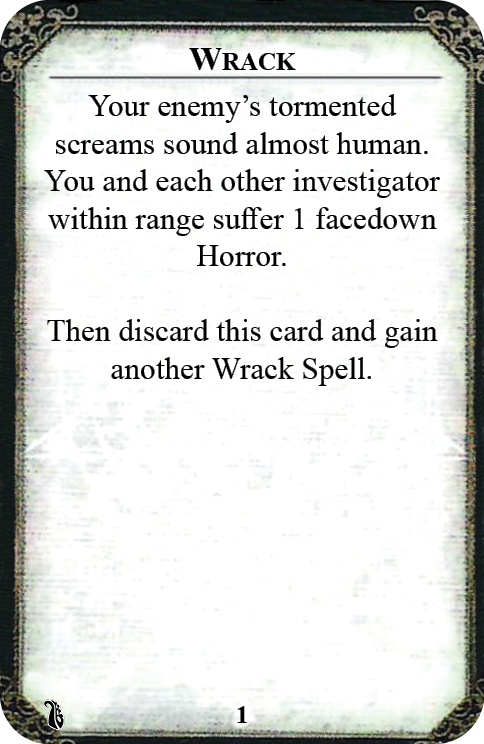 WRACK
Your enemy’s tormented
screams sound almost human.
You and each other investigator
within range suffer 1 facedown
Horror.
Then discard this card and gain
another Wrack Spell.
1